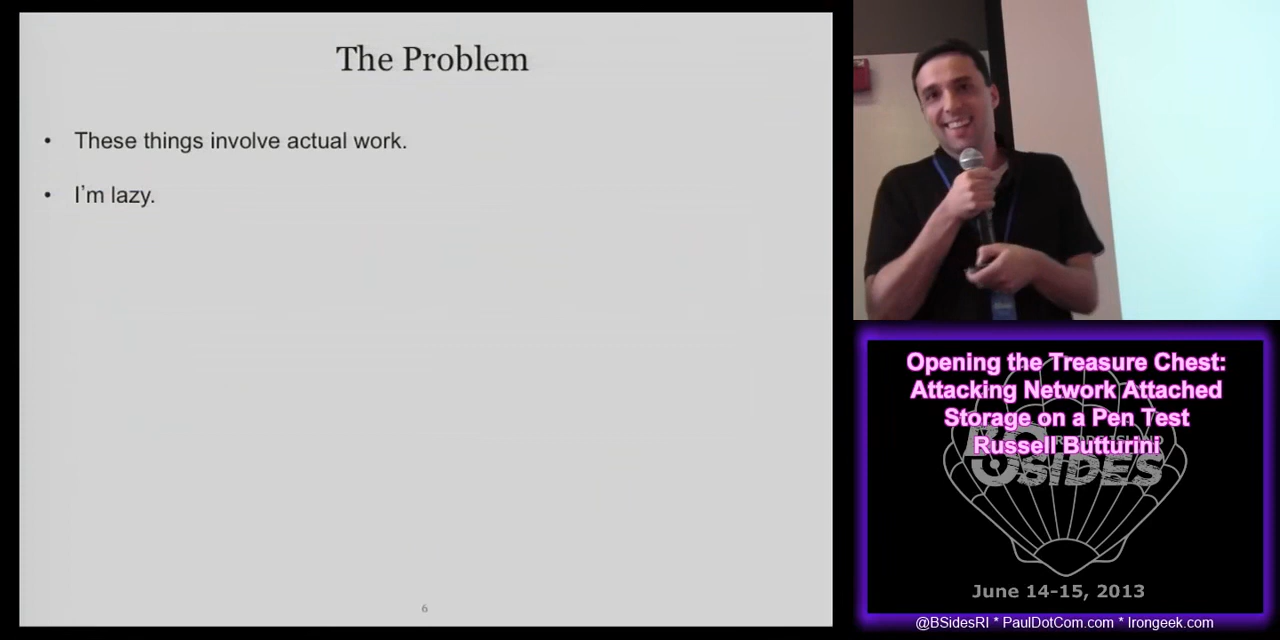 The Problem
• These things involve actual work.
• I'm lazy.
6
Opening the Treasure Chest:
Attacking Network Attached
Storage on a Pen Test
Russell Butturini
BSIDES
June 14-15, 2013
@BSidesRI * PaulDotCom.com * Irongeek.com